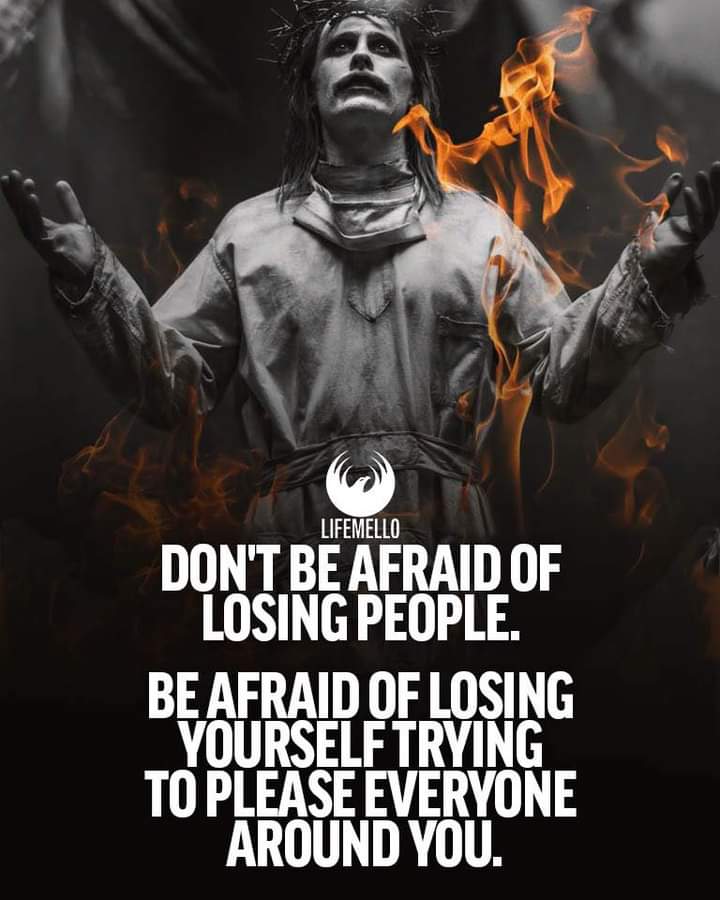 LIFEMELLO
DON'T BE AFRAID OF
LOSING PEOPLE.
BE AFRAID OF LOSING
YOURSELF TRYING
TO PLEASE EVERYONE
AROUND YOU.